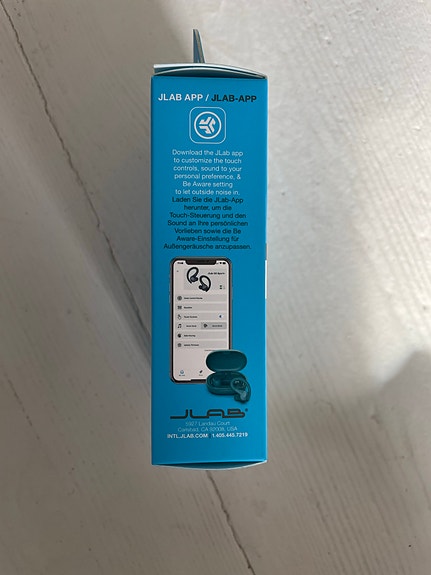 JLAB APP / JLAB-APP
Download the JLab app
to customize the touch
controls, sound to your
personal preference, &
Be Aware setting
to let outside noise in.
Laden Sie die JLab-App
herunter, um die
Touch-Steuerung und den
Sound an Ihre persönlichen
Vorlieben sowie die Be
Aware-Einstellung für
Außengeräusche anzupassen.
JLAB
5927 Landau Court
Carlsbad, CA 92008, USA
INTL.JLAB.COM | 1.405.445.7219